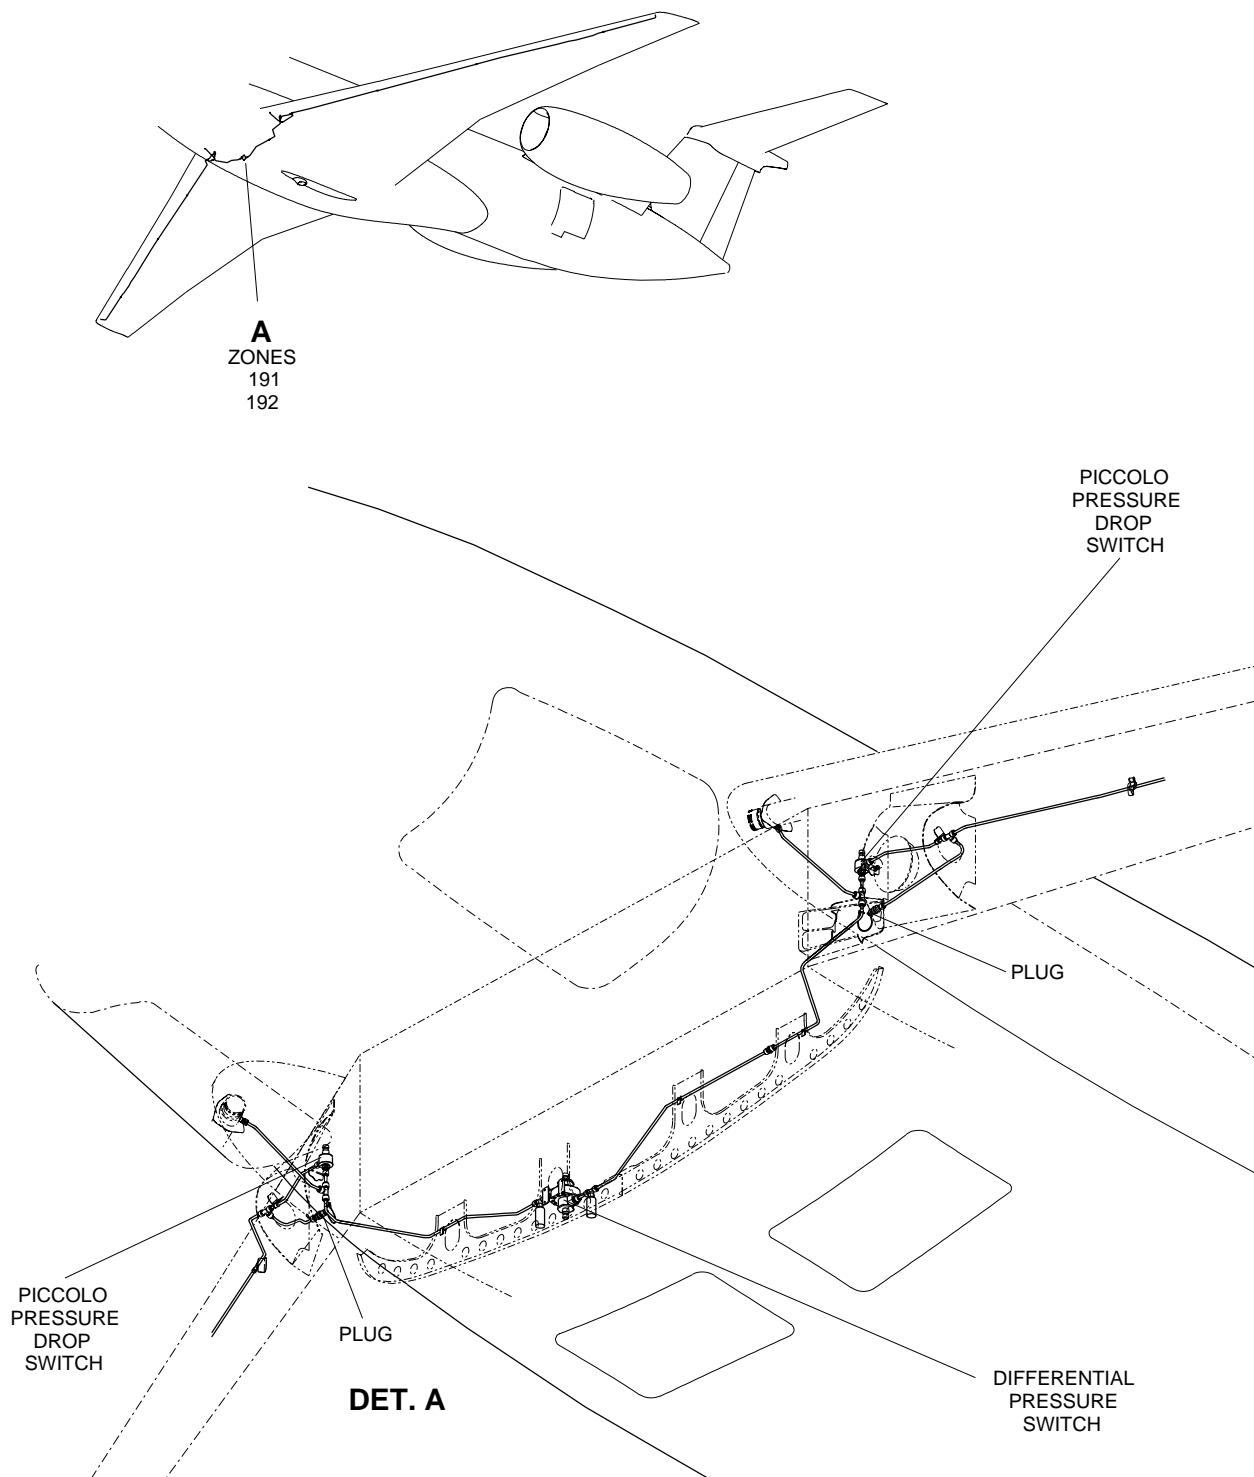 A
ZONES
191
192
PICCOLO
PRESSURE
DROP
SWITCH
PLUG
PICCOLO
PRESSURE
DROP
SWITCH
PLUG
DET. A
DIFFERENTIAL
PRESSURE
SWITCH